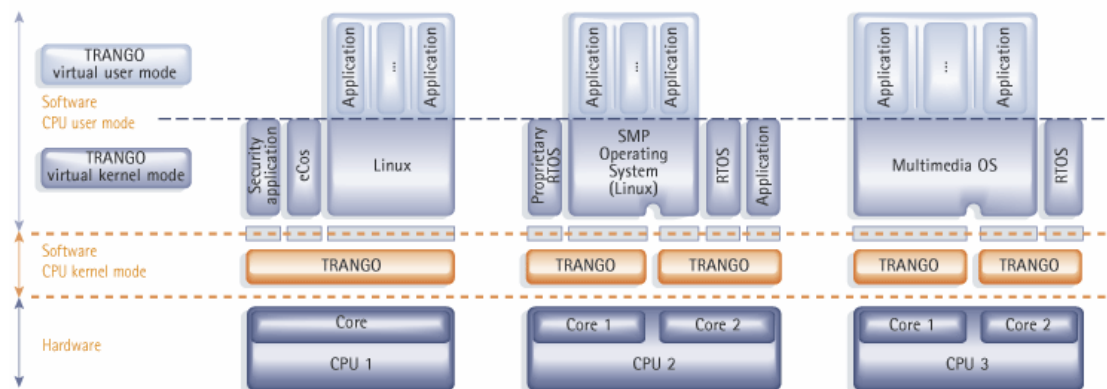 TRANGO
virtual user mode
Software
CPU user mode
TRANGO
virtual kernel mode
Software
CPU kernel mode
Hardware
Application
...
Application
Security
application
eCos
Linux
TRANGO
Core
CPU 1
Application
...
Application
Proprietary
RTOS
SMP
Operating
System
(Linux)
RTOS
Application
TRANGO
TRANGO
Core 1
Core 2
CPU 2
Application
...
Application
Multimedia OS
RTOS
TRANGO
TRANGO
Core 1
Core 2
CPU 3